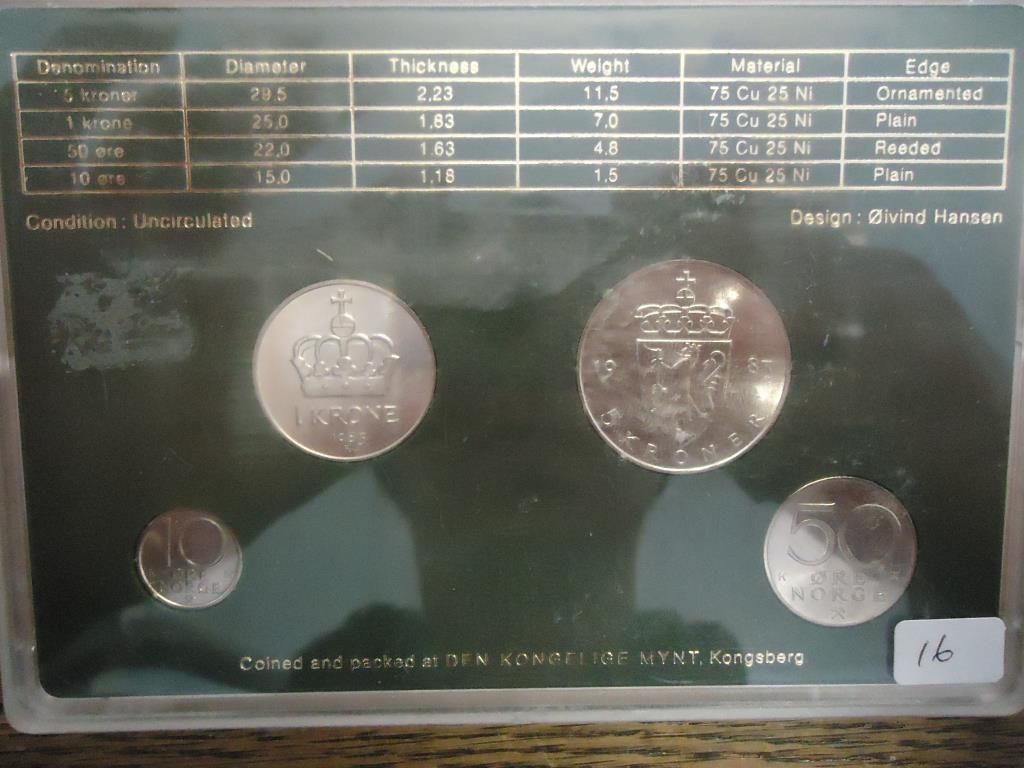 Denomination Diameter Thickness Weight Material Edge
5 kroner 29.5 2,23 11,5 75 Cu 25 Ni Ornamented
1 krone 25,0 1,83 7,0 75 Cu 25 Ni Plain
50 øre 22,0 1.63 4,8 75 Cu 25 Ni Reeded
10 øre 15,0 1,18 1,5 75 Cu 25 Ni Plain
Condition : Uncirculated
Design : Øivind Hansen
1 KRONE
19 87
5 KRONER
10
ØRE
NORGE
50
K
ØRE
NORGE
Coined and packed at DEN KONGELIGE MYNT, Kongsberg
16